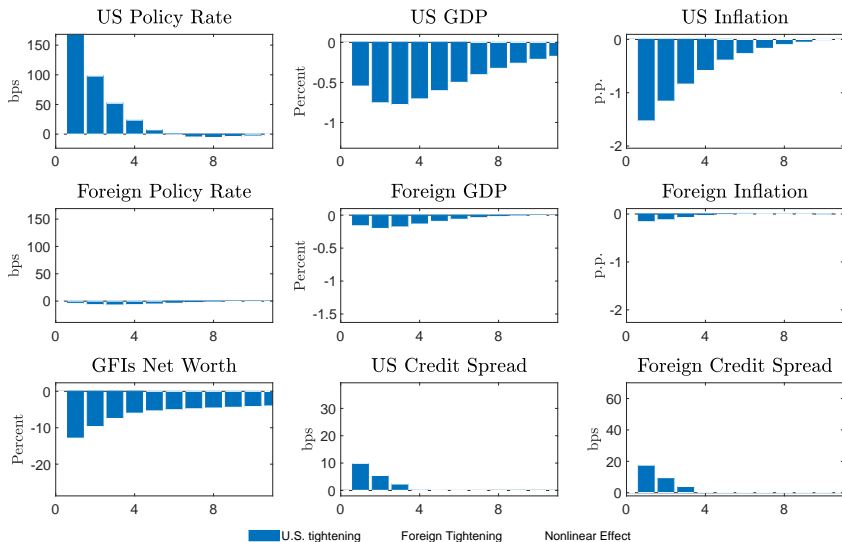 US Policy Rate
US GDP
US Inflation
bps
150
100
50
0
0
4
8
Percent
0
-0.5
-1
0
4
8
p.p.
0
-1
-2
0
4
8
Foreign Policy Rate
Foreign GDP
Foreign Inflation
bps
150
100
50
0
0
4
8
Percent
0
-0.5
-1
-1.5
0
4
8
p.p.
0
-1
-2
0
4
8
GFIs Net Worth
US Credit Spread
Foreign Credit Spread
Percent
0
-10
-20
0
4
8
bps
30
20
10
0
0
4
8
bps
60
40
20
0
0
4
8
U.S. tightening
Foreign Tightening
Nonlinear Effect